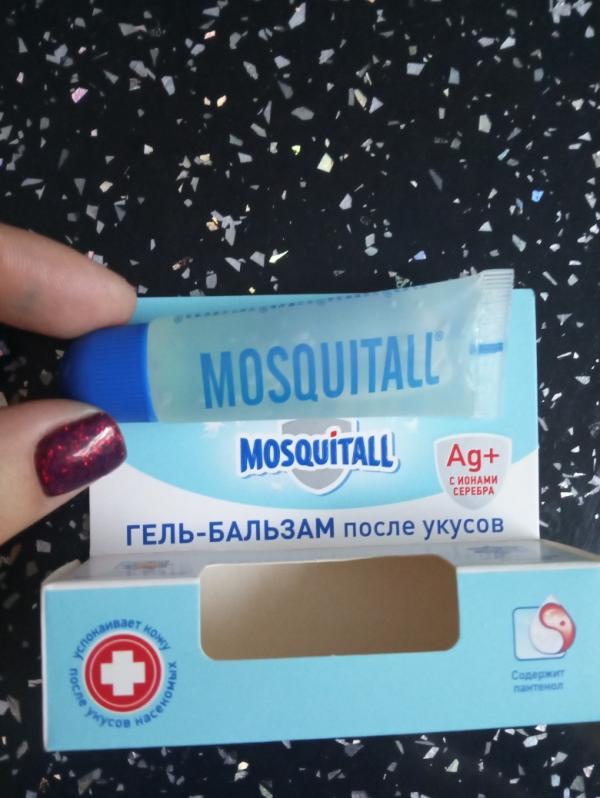 MOSQUITALL®
MOSQUITALL
Ag+
С ИОНАМИ
СЕРЕБРА
ГЕЛЬ-БАЛЬЗАМ после укусов
успокаивает кожу
после укусов насекомых
Содержит
пантенол